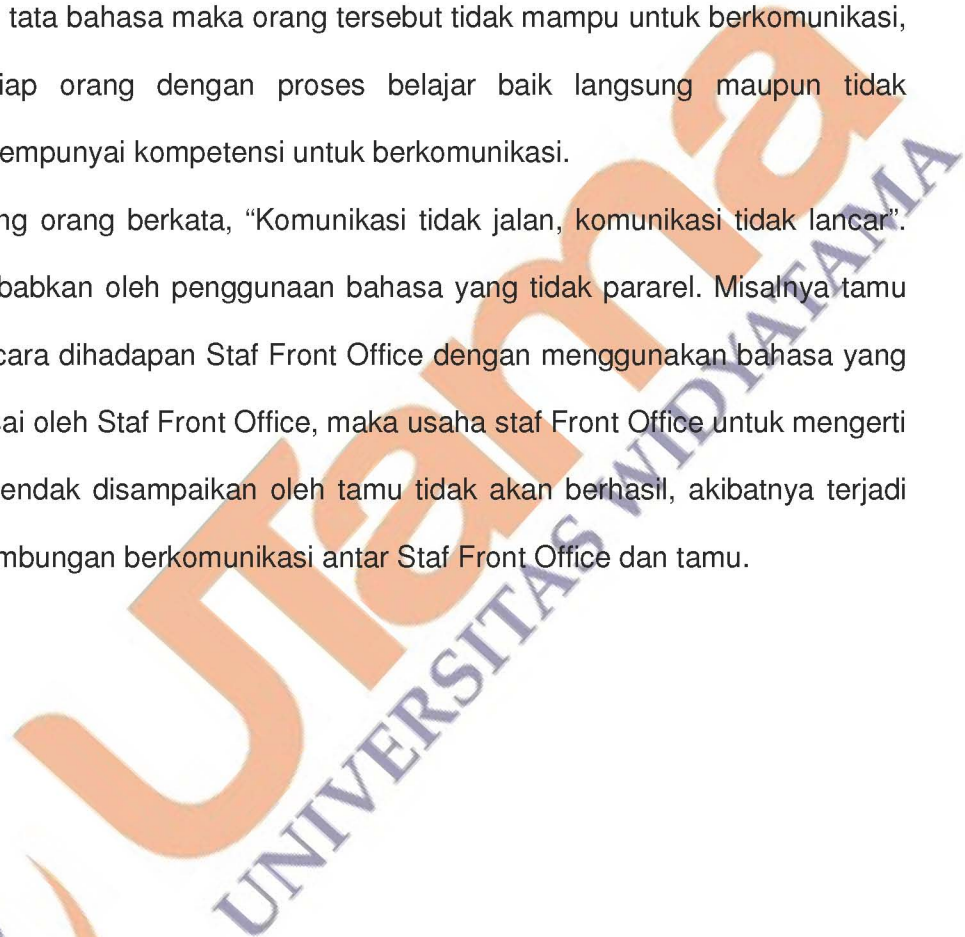 tata bahasa maka orang tersebut tidak mampu untuk berkomunikasi,
iap orang dengan proses belajar baik langsung maupun tidak
empunyai kompetensi untuk berkomunikasi.
ng orang berkata, “Komunikasi tidak jalan, komunikasi tidak lancar”.
babkan oleh penggunaan bahasa yang tidak pararel. Misalnya tamu
cara dihadapan Staf Front Office dengan menggunakan bahasa yang
ai oleh Staf Front Office, maka usaha staf Front Office untuk mengerti
endak disampaikan oleh tamu tidak akan berhasil, akibatnya terjadi
mbungan berkomunikasi antar Staf Front Office dan tamu.
Utama
UNIVERSITAS WIDYATAMA